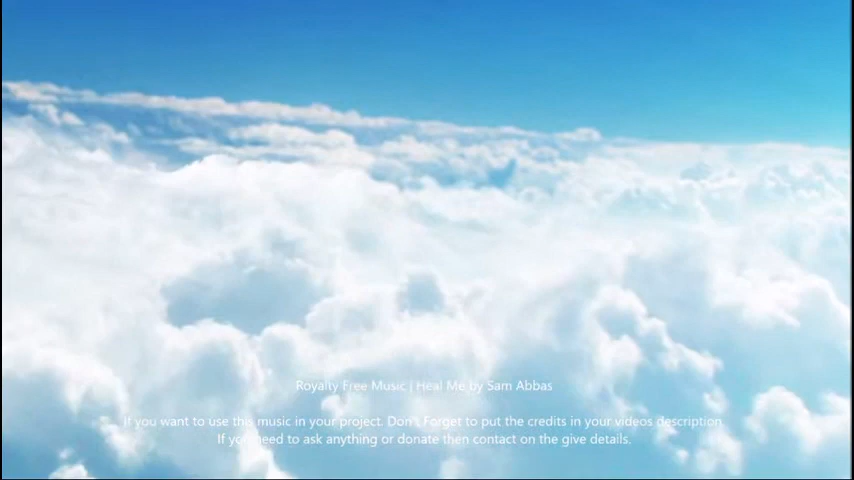 Royalty Free Music | Heal Me by Sam Abbas
If you want to use this music in your project. Don't Forget to put the credits in your videos description.
If you need to ask anything or donate then contact on the give details.